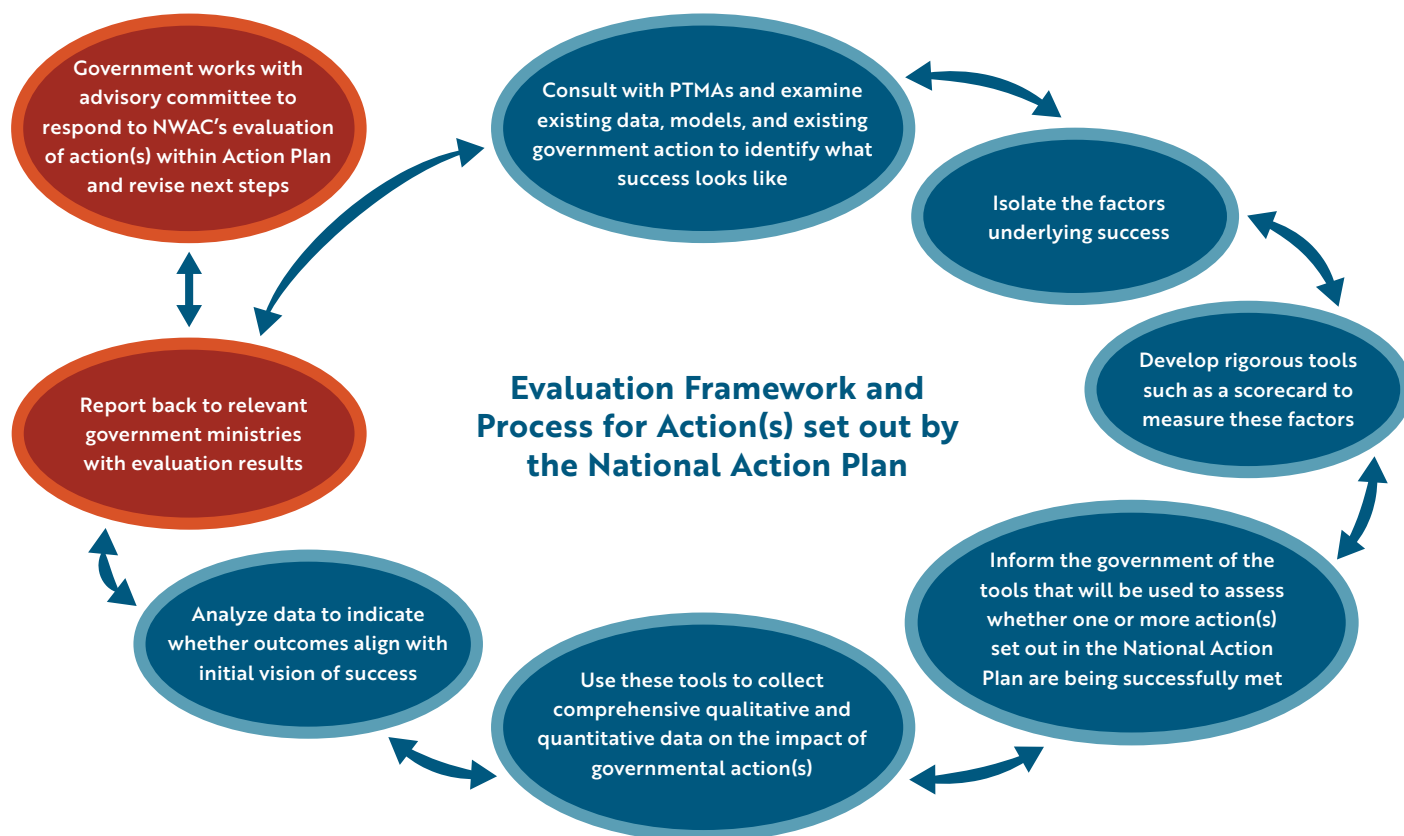 Government works with
advisory committee to
respond to NWAC’s evaluation
of action(s) within Action Plan
and revise next steps
Consult with PTMAs and examine
existing data, models, and existing
government action to identify what
success looks like
Isolate the factors
underlying success
Develop rigorous tools
such as a scorecard to
measure these factors
Inform the government of the
tools that will be used to assess
whether one or more action(s)
set out in the National Action
Plan are being successfully met
Use these tools to collect
comprehensive qualitative and
quantitative data on the impact of
governmental action(s)
Analyze data to indicate
whether outcomes align with
initial vision of success
Report back to relevant
government ministries
with evaluation results
Evaluation Framework and
Process for Action(s) set out by
the National Action Plan